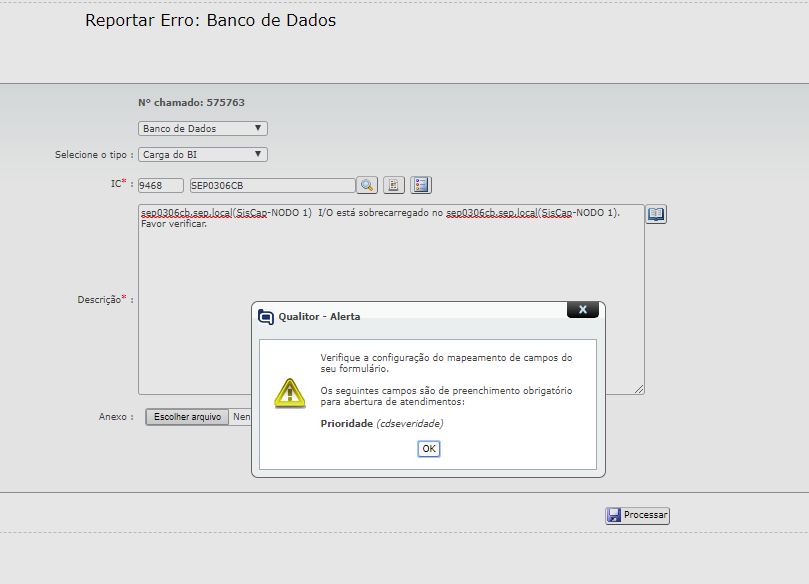 Reportar Erro: Banco de Dados
Nº chamado: 575763
Banco de Dados
Selecione o tipo : Carga do BI
IC* : 9468 SEP0306CB
sep0306cb.sep.local(SisCap-NODO 1)  I/O está sobrecarregado no sep0306cb.sep.local(SisCap-NODO 1).
Favor verificar.
Descrição* :
Qualitor - Alerta X
Verifique a configuração do mapeamento de campos do
seu formulário.
Os seguintes campos são de preenchimento obrigatório
para abertura de atendimentos:
Prioridade (cdseveridade)
OK
Anexo : Escolher arquivo Nen
Processar